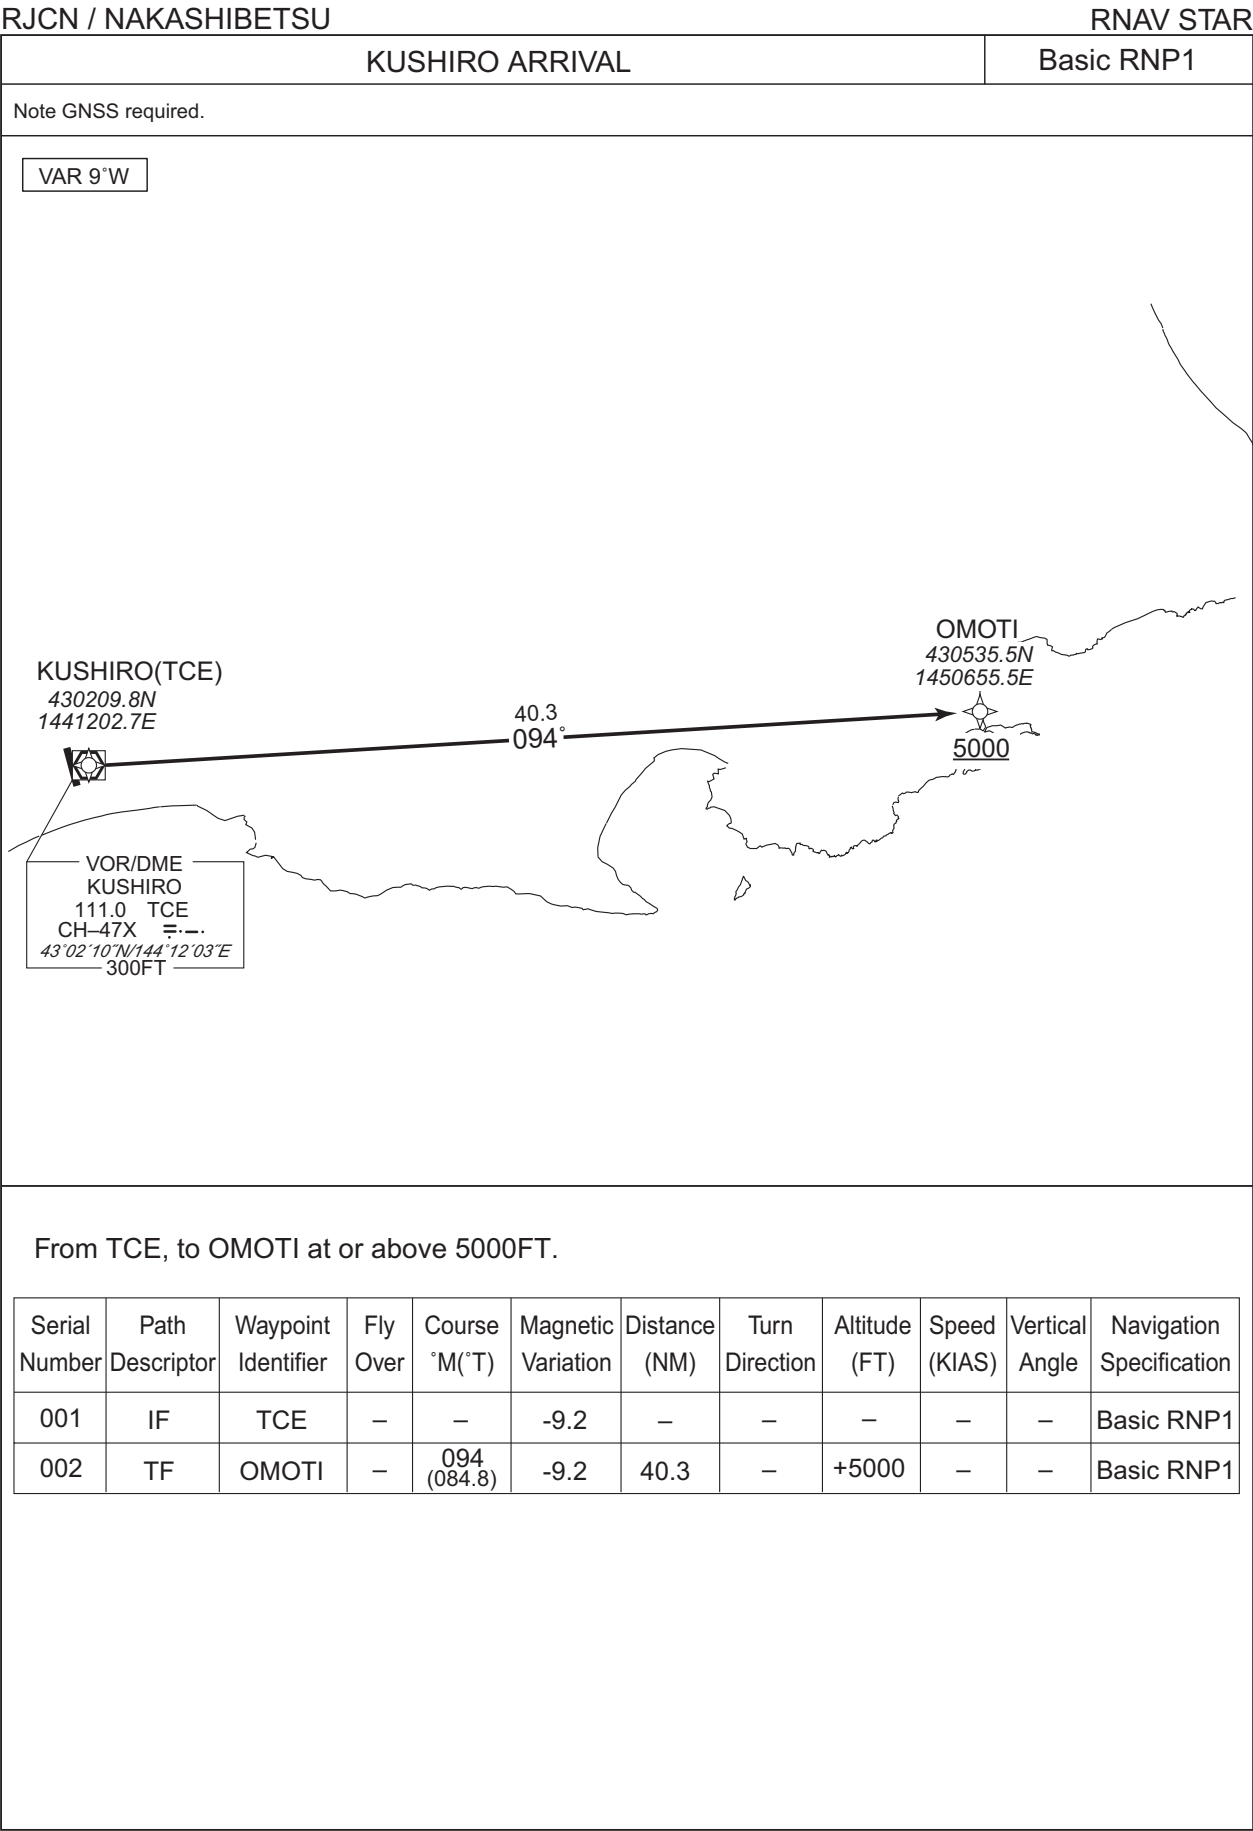 RJCN / NAKASHIBETSU
RNAV STAR
KUSHIRO ARRIVAL
Basic RNP1
Note GNSS required.
VAR 9˚W
OMOTI
430535.5N
1450655.5E
5000
KUSHIRO(TCE)
430209.8N
1441202.7E
40.3
094˚
VOR/DME
KUSHIRO
111.0 TCE
CH–47X
43˚02´10˝N/144˚12´03˝E
300FT
From TCE, to OMOTI at or above 5000FT.
Serial Number Path Descriptor Waypoint Identifier Fly Over Course ˚M(˚T) Magnetic Variation Distance (NM) Turn Direction Altitude (FT) Speed (KIAS) Vertical Angle Navigation Specification
001 IF TCE – – -9.2 – – – – – Basic RNP1
002 TF OMOTI – 094 (084.8) -9.2 40.3 – +5000 – – Basic RNP1